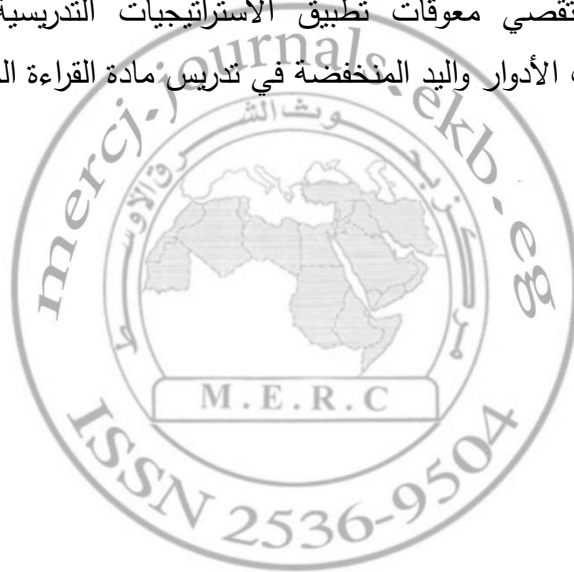 تقصي معوقات تطبيق الاستراتيجيات التدريسية
الأدوار واليد المنخفضة في تدريس مادة القراءة
mercj.journals.ekb.eg
مركز بحوث الشرق الأوسط
M.E.R.C
ISSN 2536-9504